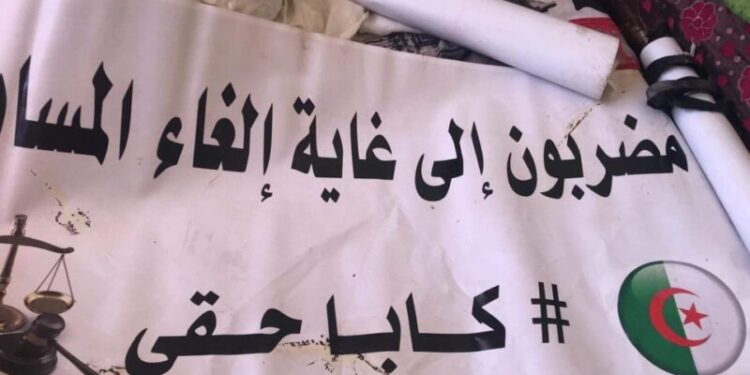 مضربون إلى غاية إلغاء
# كابا حقي